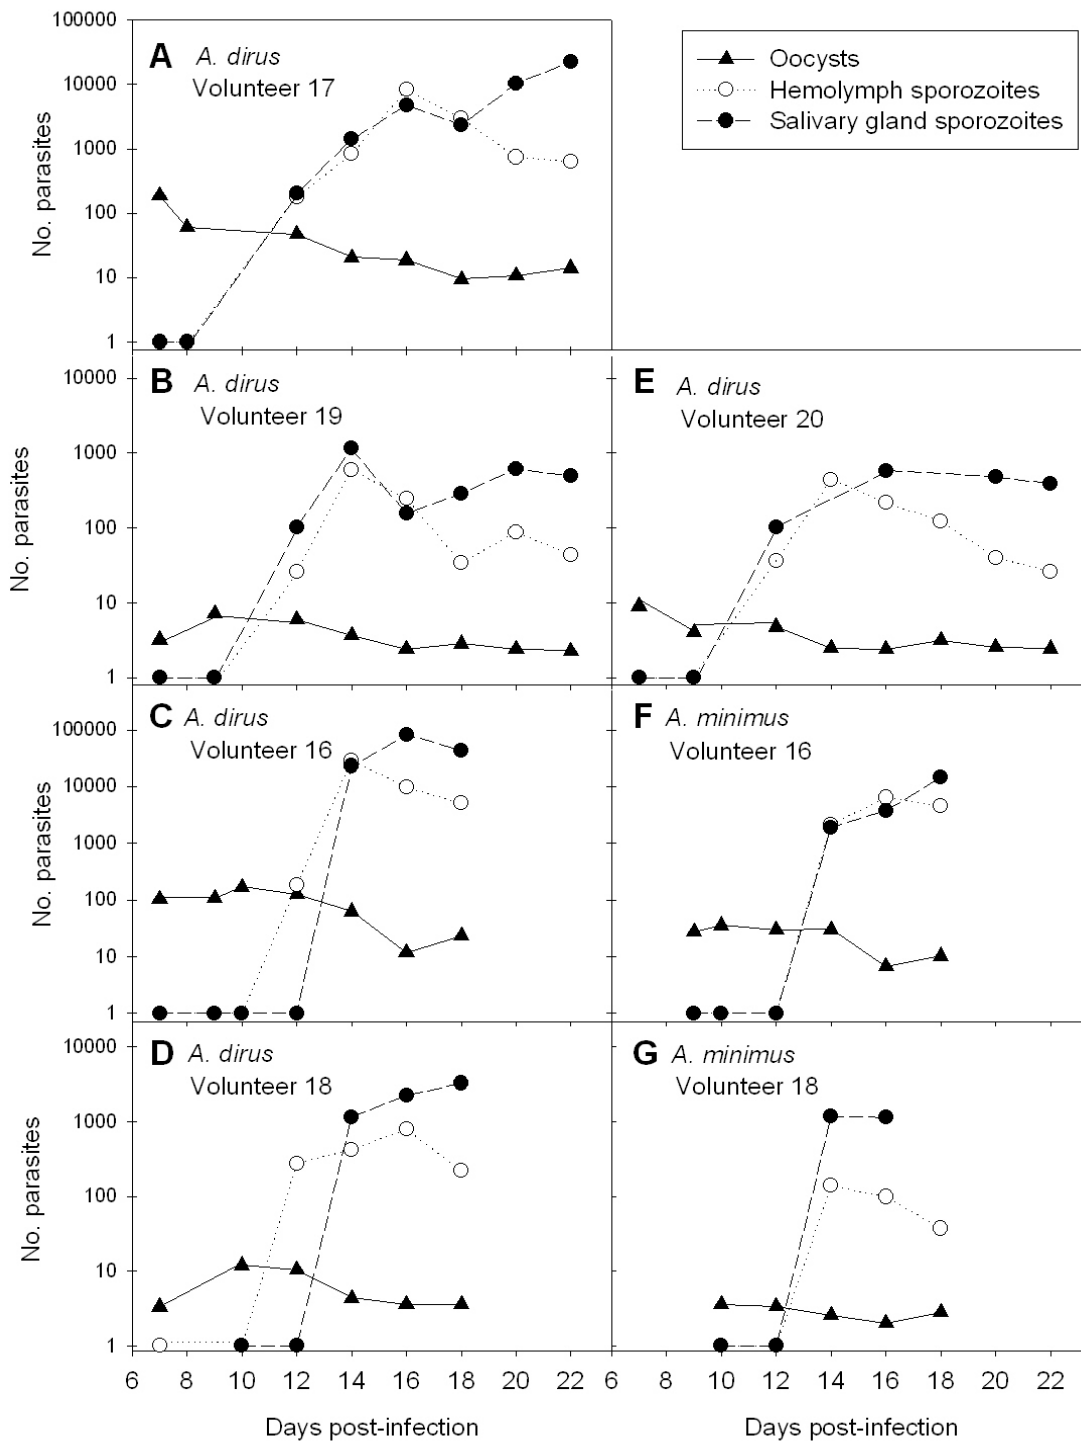 100000
10000
1000
100
10
1
No. parasites
A A. dirus
Volunteer 17
Oocysts
Hemolymph sporozoites
Salivary gland sporozoites
10000
1000
100
10
1
No. parasites
B A. dirus
Volunteer 19
E A. dirus
Volunteer 20
100000
10000
1000
100
10
1
No. parasites
C A. dirus
Volunteer 16
F A. minimus
Volunteer 16
10000
1000
100
10
1
No. parasites
D A. dirus
Volunteer 18
G A. minimus
Volunteer 18
6 8 10 12 14 16 18 20 22 6 8 10 12 14 16 18 20 22
Days post-infection Days post-infection